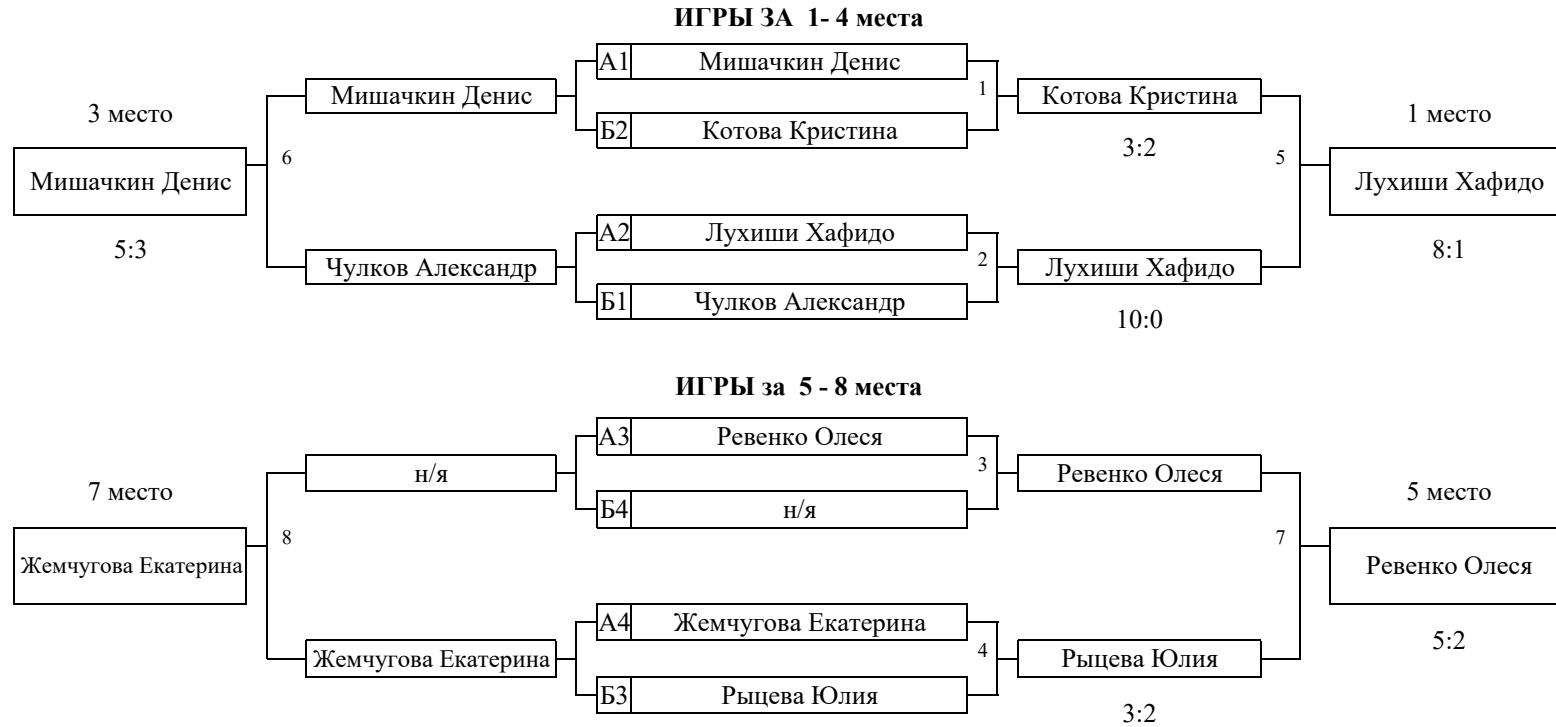 ИГРЫ ЗА 1- 4 места
А1 Мишачкин Денис
Мишачкин Денис 1 Котова Кристина
3 место 1 место
Б2 Котова Кристина
3:2
6 5
Мишачкин Денис Лухиши Хафидо
А2 Лухиши Хафидо
5:3 8:1
Чулков Александр 2 Лухиши Хафидо
Б1 Чулков Александр
10:0
ИГРЫ за 5 - 8 места
А3 Ревенко Олеся
н/я 3 Ревенко Олеся
7 место 5 место
Б4 н/я
8 7
Жемчугова Екатерина Ревенко Олеся
А4 Жемчугова Екатерина
5:2
Жемчугова Екатерина 4 Рыцева Юлия
Б3 Рыцева Юлия
3:2